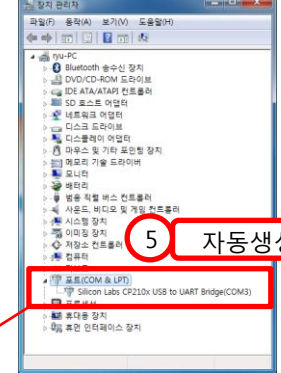 장치 관리자
파일(F) 동작(A) 보기(V) 도움말(H)
ryu-PC
Bluetooth 송수신 장치
DVD/CD-ROM 드라이브
IDE ATA/ATAPI 컨트롤러
SD 호스트 어댑터
네트워크 어댑터
디스크 드라이브
디스플레이 어댑터
마우스 및 기타 포인팅 장치
메모리 기술 드라이버
모니터
배터리
범용 직렬 버스 컨트롤러
사운드, 비디오 및 게임 컨트롤러
시스템 장치
이미징 장치
저장소 컨트롤러
5 자동생성
컴퓨터
포트(COM & LPT)
Silicon Labs CP210x USB to UART Bridge(COM3)
휴대용 장치
휴먼 인터페이스 장치